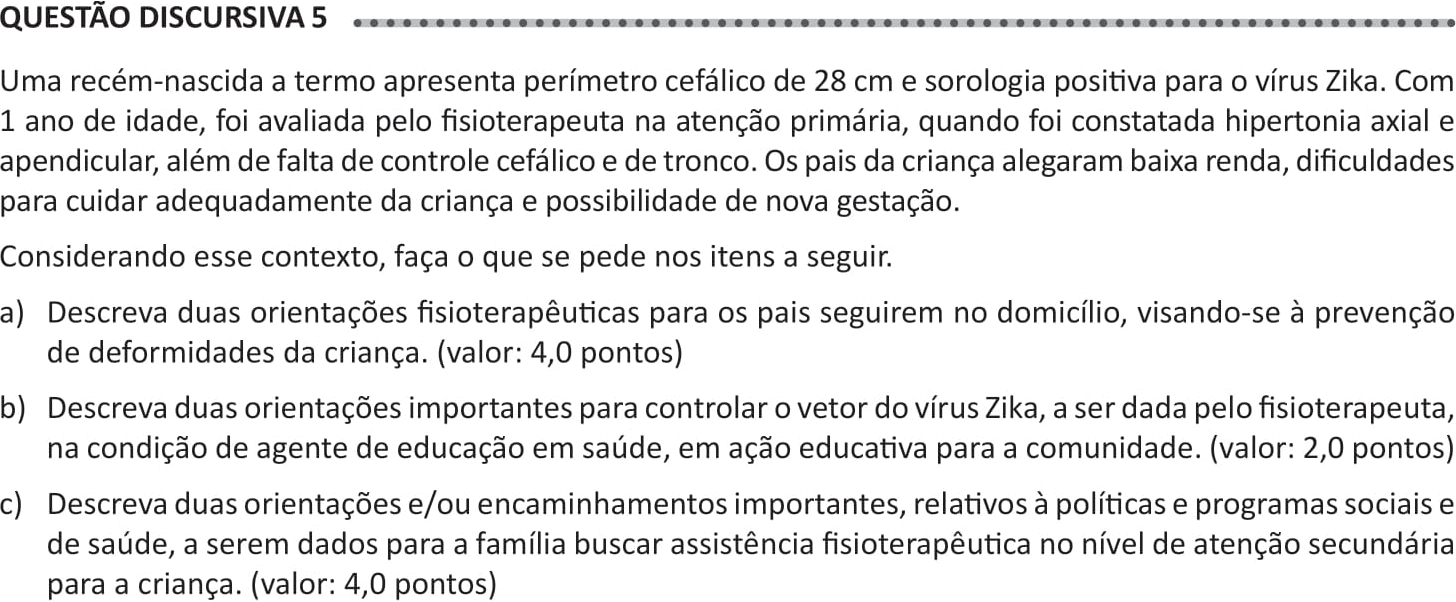 QUESTÃO DISCURSIVA 5
Uma recém-nascida a termo apresenta perímetro cefálico de 28 cm e sorologia positiva para o vírus Zika. Com
1 ano de idade, foi avaliada pelo fisioterapeuta na atenção primária, quando foi constatada hipertonia axial e
apendicular, além de falta de controle cefálico e de tronco. Os pais da criança alegaram baixa renda, dificuldades
para cuidar adequadamente da criança e possibilidade de nova gestação.
Considerando esse contexto, faça o que se pede nos itens a seguir.
a) Descreva duas orientações fisioterapêuticas para os pais seguirem no domicílio, visando-se à prevenção
de deformidades da criança. (valor: 4,0 pontos)
b) Descreva duas orientações importantes para controlar o vetor do vírus Zika, a ser dada pelo fisioterapeuta,
na condição de agente de educação em saúde, em ação educativa para a comunidade. (valor: 2,0 pontos)
c) Descreva duas orientações e/ou encaminhamentos importantes, relativos à políticas e programas sociais e
de saúde, a serem dados para a família buscar assistência fisioterapêutica no nível de atenção secundária
para a criança. (valor: 4,0 pontos)